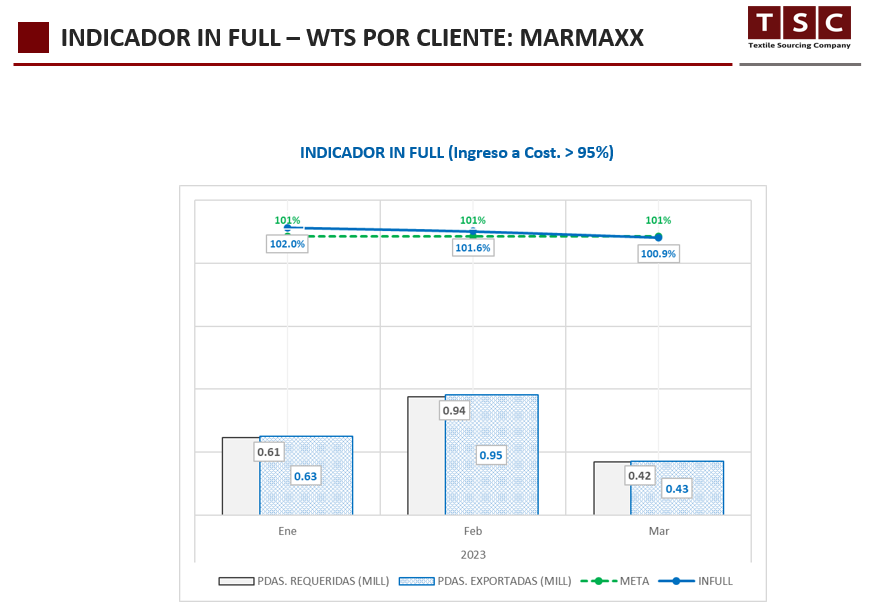 INDICADOR IN FULL – WTS POR CLIENTE: MARMAXX
T S C
Textile Sourcing Company
INDICADOR IN FULL (Ingreso a Cost. > 95%)
101% 101% 101%
102.0% 101.6% 100.9%
0.61 0.63 0.94 0.95 0.42 0.43
Ene Feb Mar
2023
PDAS. REQUERIDAS (MILL) PDAS. EXPORTADAS (MILL) META INFULL